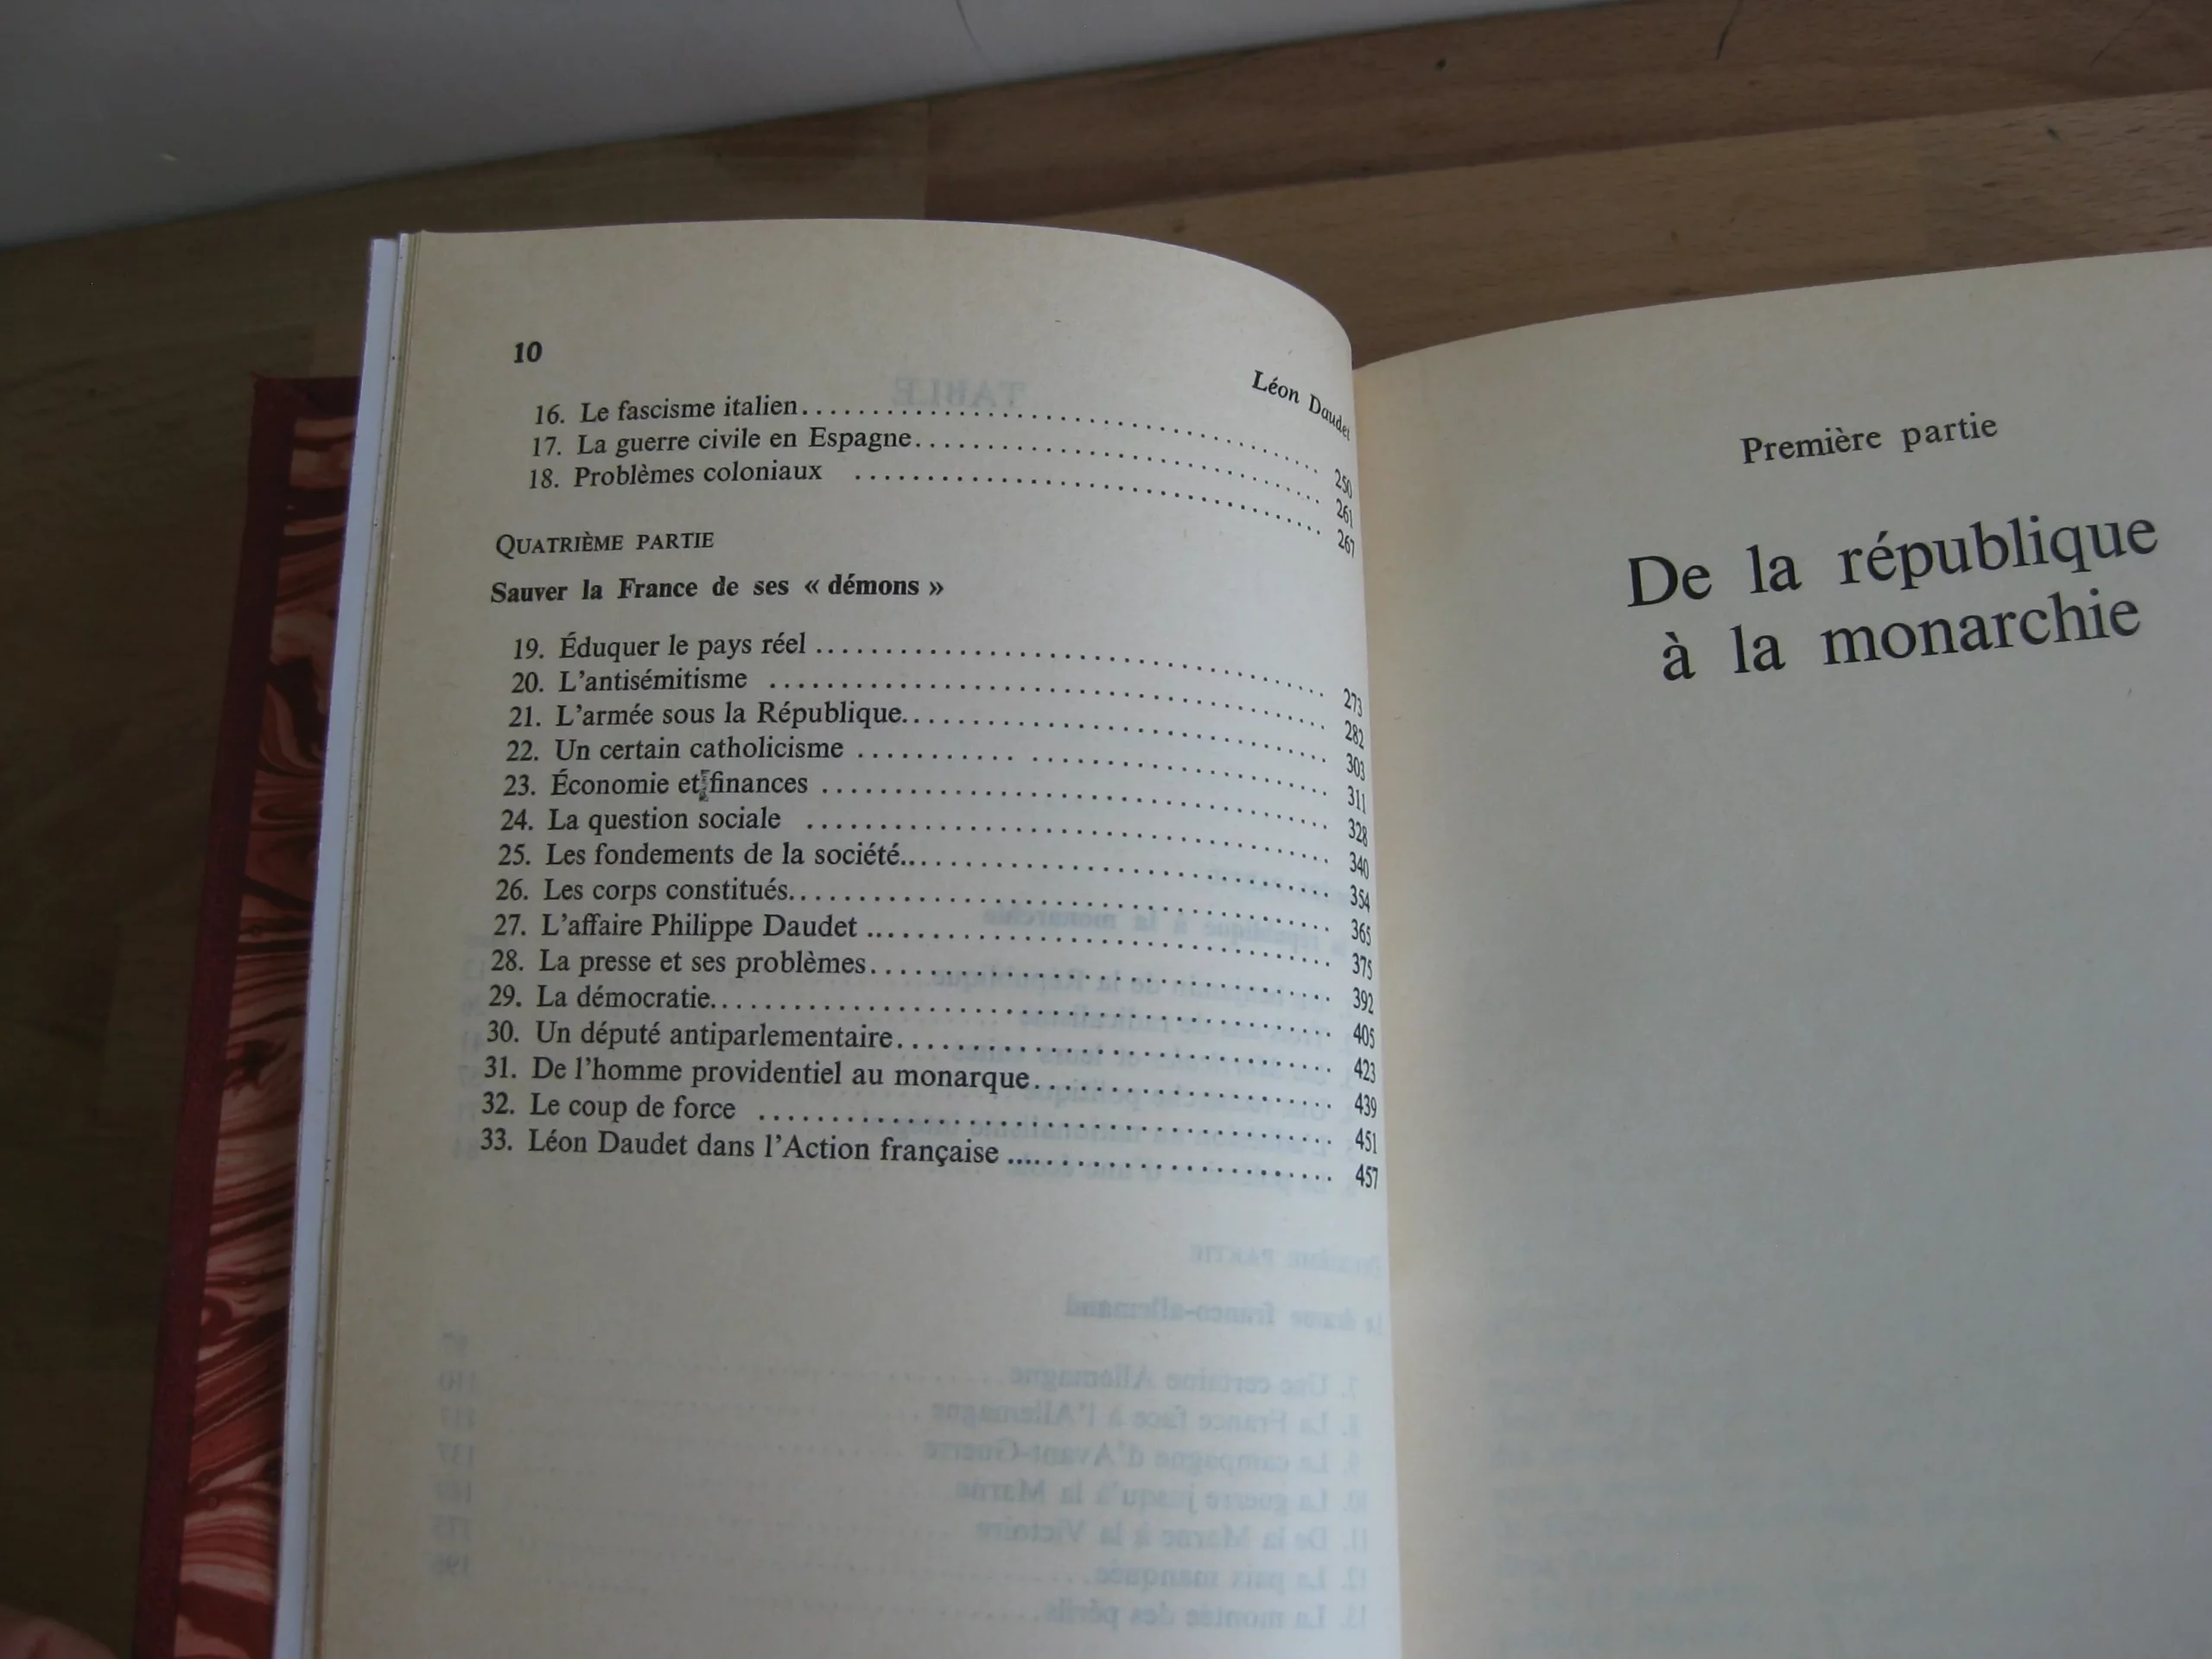 10
Léon Daudet
16. Le fascisme italien 250
17. La guerre civile en Espagne 261
18. Problèmes coloniaux 267
QUATRIÈME PARTIE
Sauver la France de ses « démons »
19. Éduquer le pays réel 273
20. L'antisémitisme 282
21. L'armée sous la République 303
22. Un certain catholicisme 311
23. Économie et finances 328
24. La question sociale 340
25. Les fondements de la société 354
26. Les corps constitués 365
27. L'affaire Philippe Daudet 375
28. La presse et ses problèmes 392
29. La démocratie 405
30. Un député antiparlementaire 423
31. De l'homme providentiel au monarque 439
32. Le coup de force 451
33. Léon Daudet dans l'Action française 457
Première partie
De la république
à la monarchie